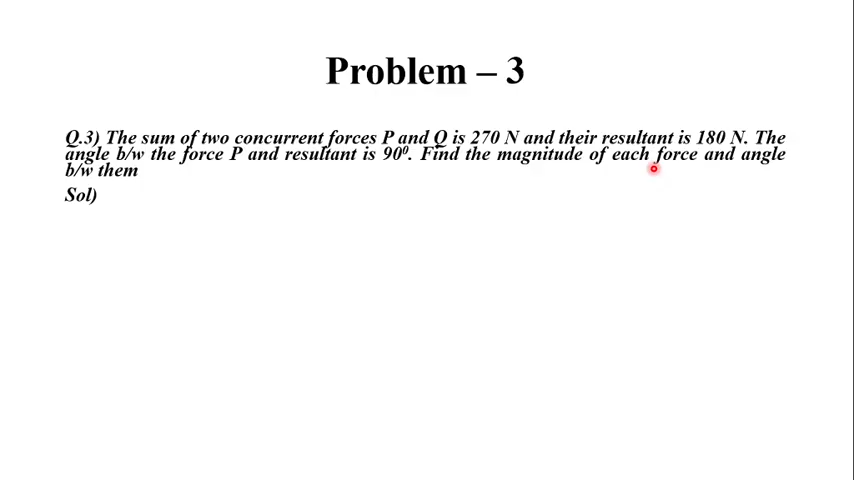 Problem – 3
Q.3) The sum of two concurrent forces P and Q is 270 N and their resultant is 180 N. The
angle b/w the force P and resultant is 90⁰. Find the magnitude of each force and angle
b/w them
Sol)